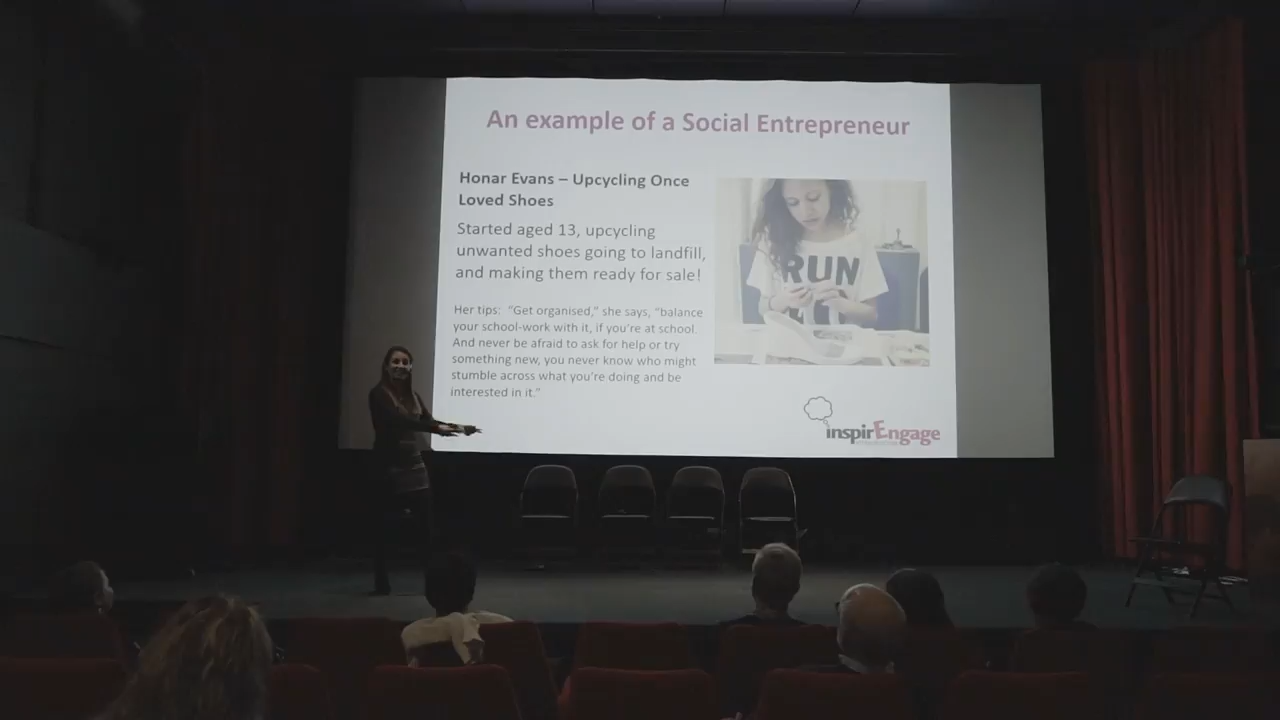 An example of a Social Entrepreneur
Honar Evans – Upcycling Once
Loved Shoes
Started aged 13, upcycling
unwanted shoes going to landfill,
and making them ready for sale!
Her tips: "Get organised," she says, "balance
your school-work with it, if you're at school.
And never be afraid to ask for help or try
something new, you never know who might
stumble across what you're doing and be
interested in it."
RUN
inspirEngage